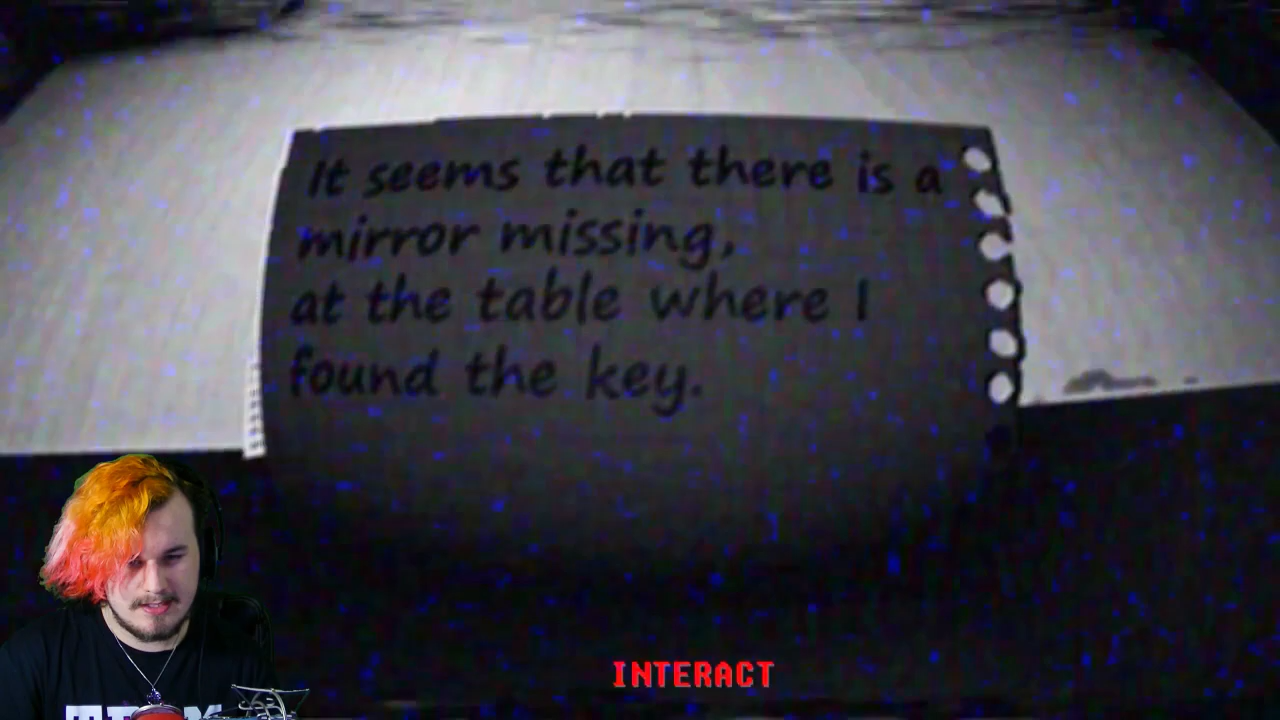 It seems that there is a
mirror missing,
at the table where I
found the key.
INTERACT